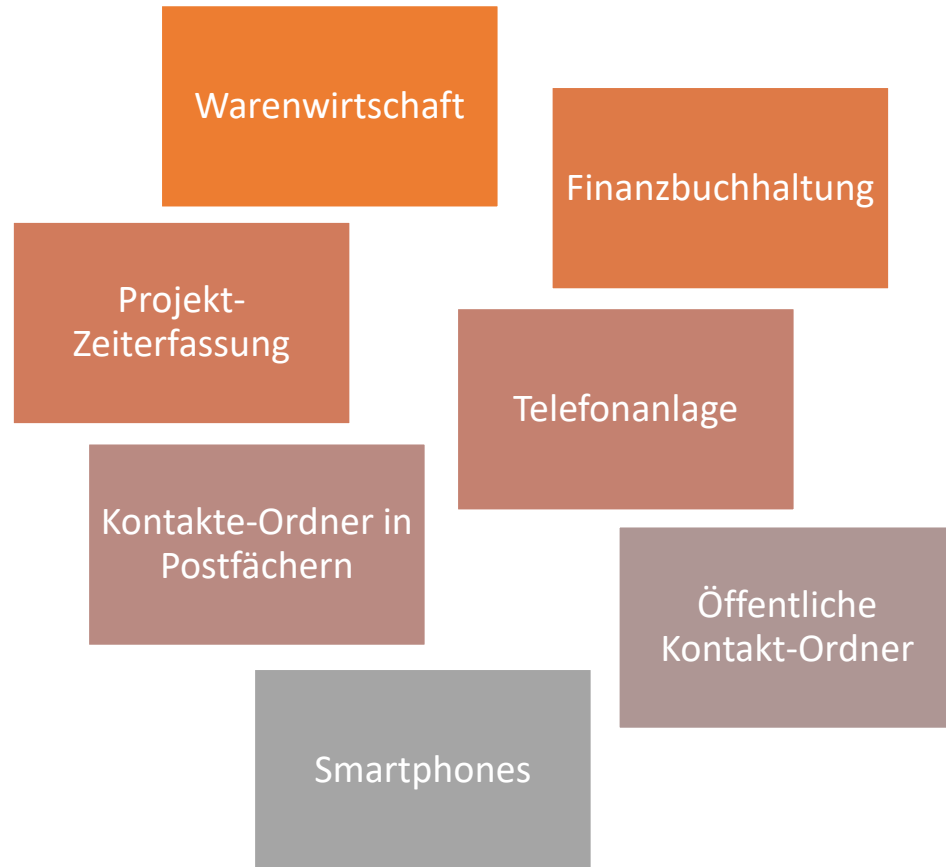 Warenwirtschaft
Finanzbuchhaltung
Projekt-
Zeiterfassung
Telefonanlage
Kontakte-Ordner in
Postfächern
Öffentliche
Kontakt-Ordner
Smartphones